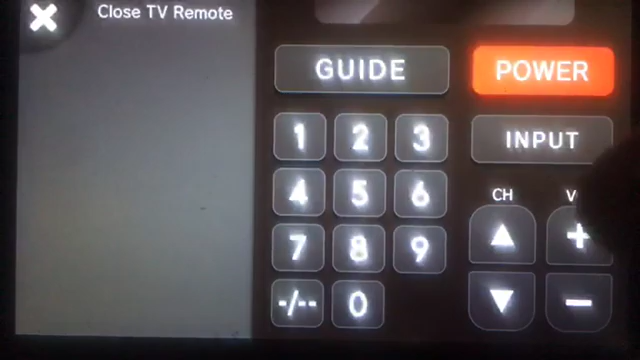 Close TV Remote
GUIDE
POWER
1 2 3
INPUT
4 5 6
CH
V
7 8 9
+
-/-- 0
−